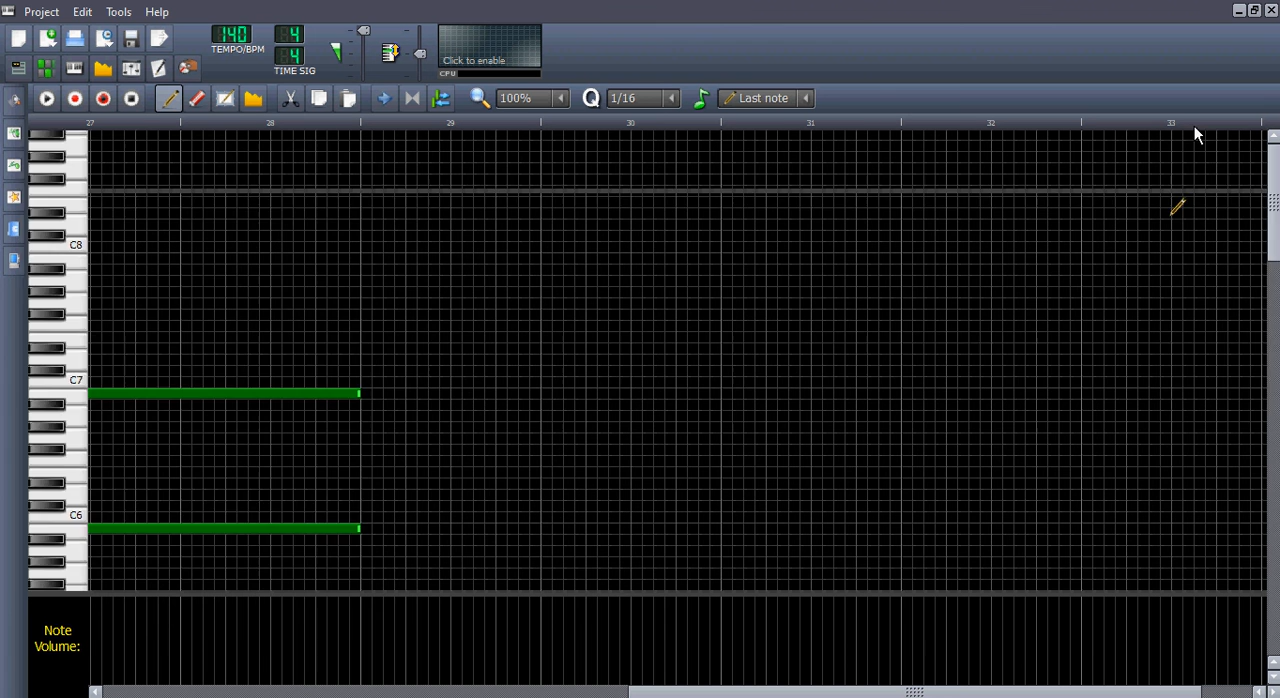 Project Edit Tools Help
140
TEMPO/BPM
4
4
TIME SIG
Click to enable
CPU
100%
Q
1/16
Last note
27 28 29 30 31 32 33
C8
C7
C6
Note
Volume: